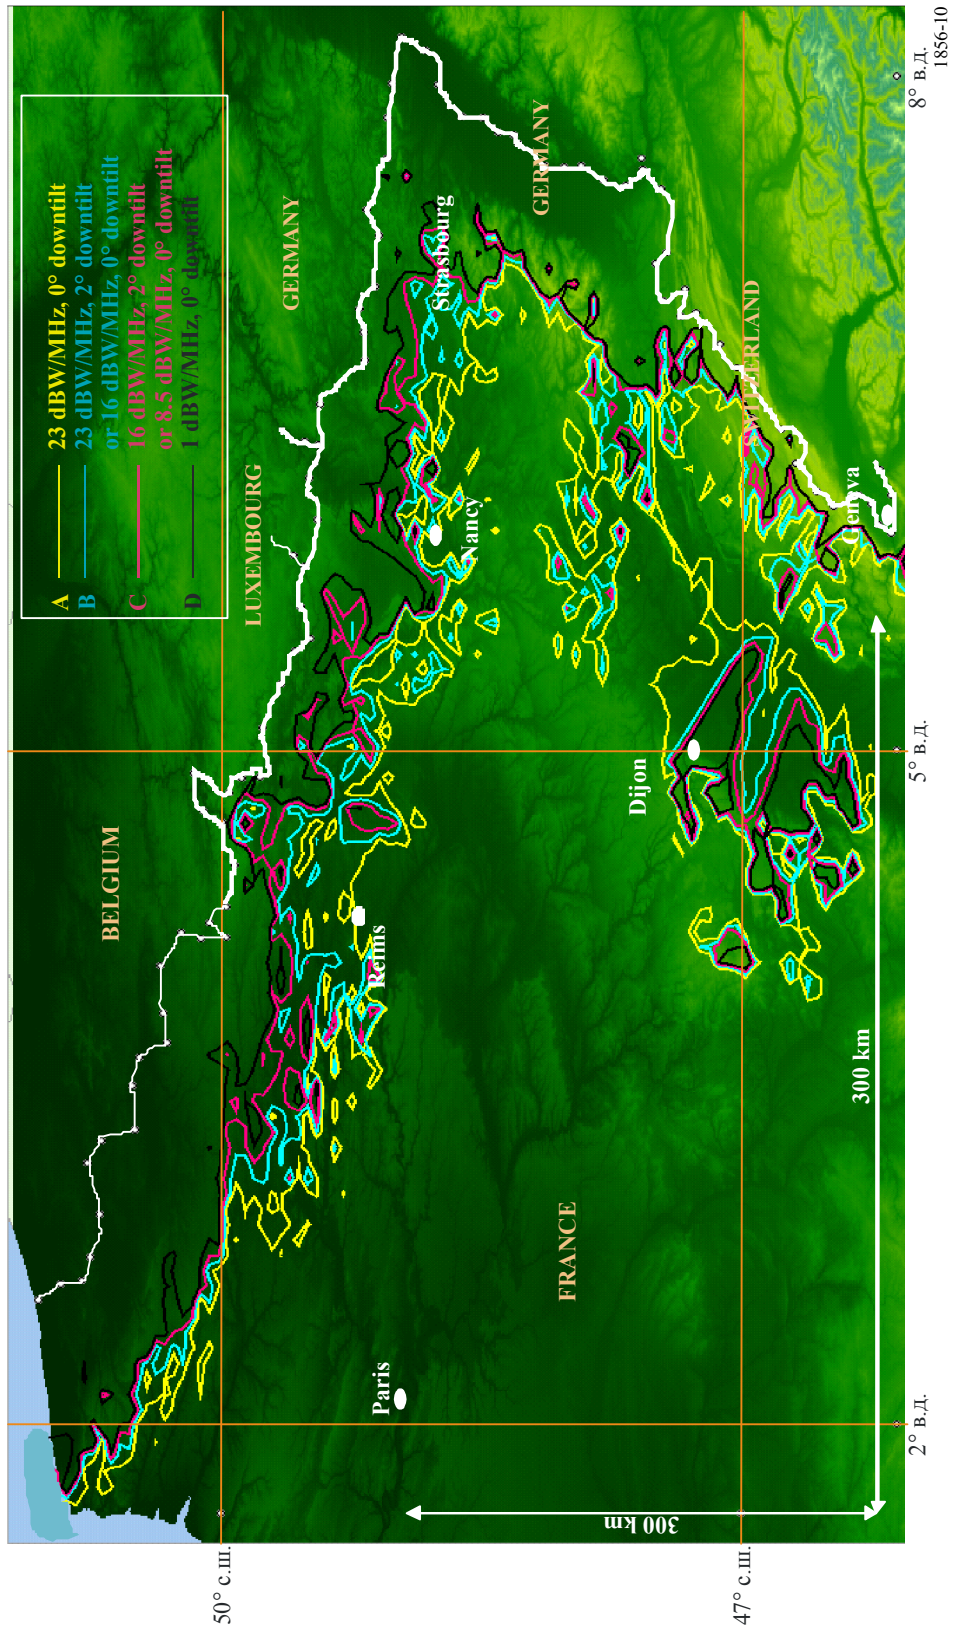 A 23 dBW/MHz, 0° downtilt
B 23 dBW/MHz, 2° downtilt
or 16 dBW/MHz, 0° downtilt
C 16 dBW/MHz, 2° downtilt
or 8.5 dBW/MHz, 0° downtilt
D 1 dBW/MHz, 0° downtilt
BELGIUM
LUXEMBOURG
GERMANY
GERMANY
50° с.ш.
Strasbourg
Nancy
Reims
Paris
FRANCE
SWITZERLAND
Dijon
47° с.ш.
Geneva
300 km
300 km
2° в.д.
5° в.д.
8° в.д.
1856-10